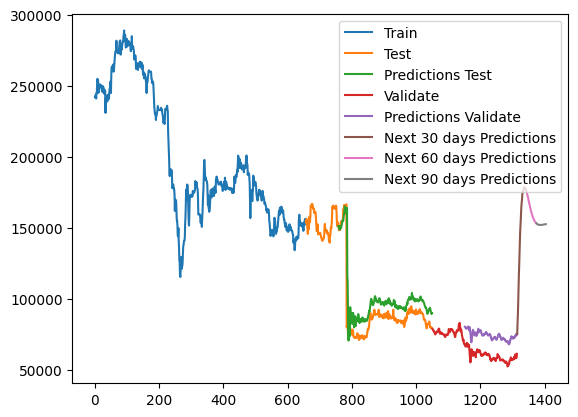 300000
250000
200000
150000
100000
50000
0
200
400
600
800
1000
1200
1400
Train
Test
Predictions Test
Validate
Predictions Validate
Next 30 days Predictions
Next 60 days Predictions
Next 90 days Predictions